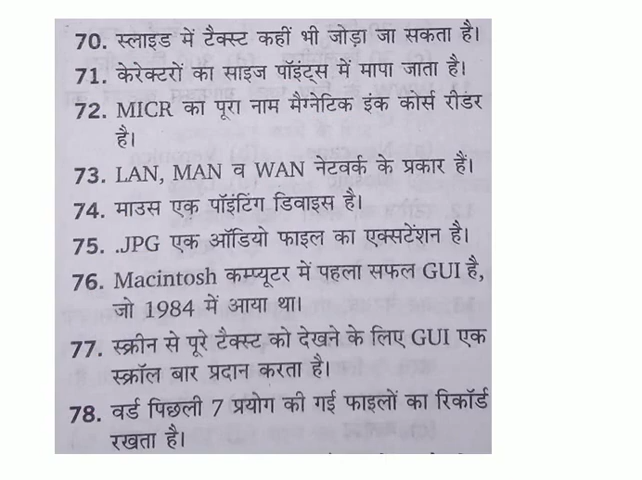 70. स्लाइड में टैक्स्ट कहीं भी जोड़ा जा सकता है।
71. केरेक्टरों का साइज पॉइंट्स में मापा जाता है।
72. MICR का पूरा नाम मैग्नेटिक इंक कोर्स रीडर
है।
73. LAN, MAN व WAN नेटवर्क के प्रकार हैं।
74. माउस एक पॉइंटिंग डिवाइस है।
75. .JPG एक ऑडियो फाइल का एक्सटेंशन है।
76. Macintosh कम्प्यूटर में पहला सफल GUI है,
जो 1984 में आया था।
77. स्क्रीन से पूरे टैक्स्ट को देखने के लिए GUI एक
स्क्रॉल बार प्रदान करता है।
78. वर्ड पिछली 7 प्रयोग की गई फाइलों का रिकॉर्ड
रखता है।